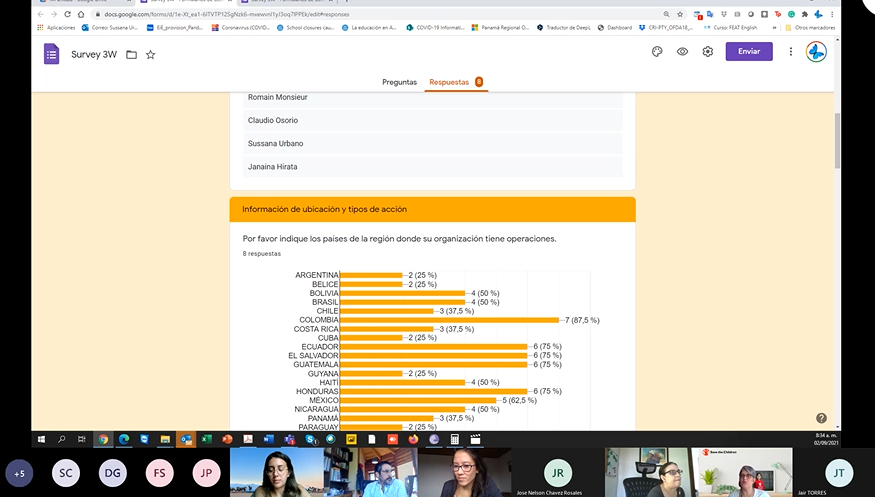 docs.google.com/forms/d/1e-Xt_ea1-6lTVTP12SgNzk6-mxewwnI1yI3oq7lPPEk/edit#responses
Aplicaciones
Correo: Sussana Ur...
EiE_provision_Pand...
Coronavirus (COVID...
School closures cau...
La educación en A...
COVID-19 Informati...
Panamá Regional O...
Traductor de DeepL
Dashboard
CRI-PTY_OFDA18_...
Curso: FEAT English
Otros marcadores
Survey 3W
Enviar
Preguntas Respuestas 8
Romain Monsieur
Claudio Osorio
Sussana Urbano
Janaina Hirata
Información de ubicación y tipos de acción
Por favor indique los países de la región donde su organización tiene operaciones.
8 respuestas
ARGENTINA 2 (25 %)
BELICE 2 (25 %)
BOLIVIA 4 (50 %)
BRASIL 4 (50 %)
CHILE 3 (37,5 %)
COLOMBIA 7 (87,5 %)
COSTA RICA 3 (37,5 %)
CUBA 2 (25 %)
ECUADOR 6 (75 %)
EL SALVADOR 6 (75 %)
GUATEMALA 6 (75 %)
GUYANA 2 (25 %)
HAITÍ 4 (50 %)
HONDURAS 6 (75 %)
MÉXICO 5 (62,5 %)
NICARAGUA 4 (50 %)
PANAMÁ 3 (37,5 %)
PARAGUAY 2 (25 %)
8:34 a. m.
02/09/2021
+5
SC
DG
FS
JP
JR
Jose Nelson Chavez Rosales
Save the Children
JT
Jair TORRES